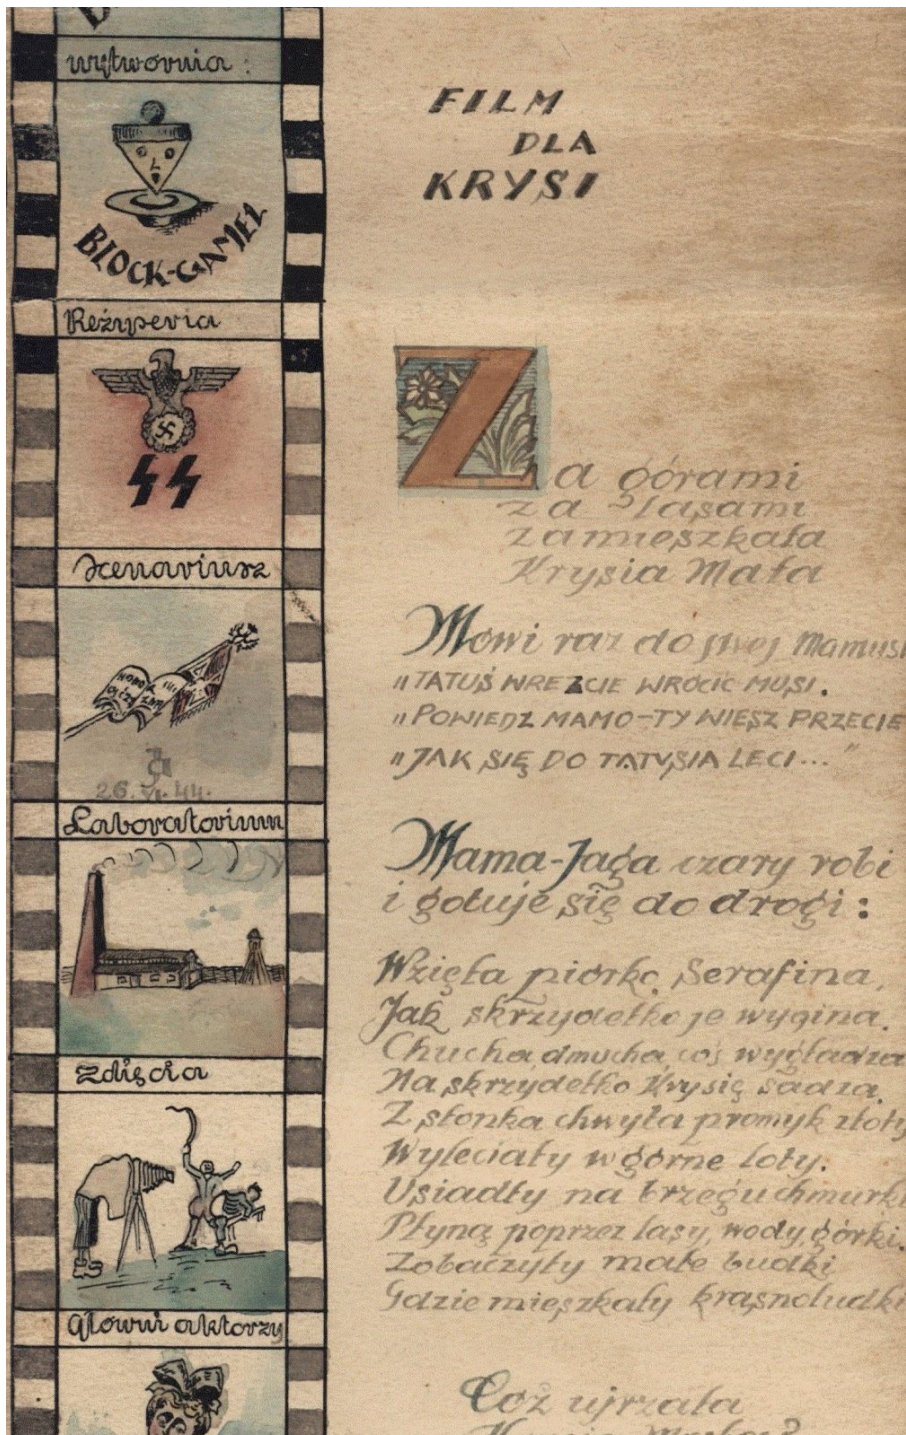 wytwornia:
BLOCK-GAMEL
Reżyseria
Scenariusz
26.VI.44.
Laboratorium
Zdięcia
Główni aktorzy
FILM
DLA
KRYSI
Za górami
za lasami
zamieszkała
Krysia Mała
Mówi raz do swej Mamusi
„TATUŚ WRESZCIE WRÓCIĆ MUSI.
„POWIEDZ MAMO-TY WIESZ PRZECIE
„JAK SIĘ DO TATUSIA LECI..."
Mama-Jaga czary robi
i gotuje się do drogi:
Wzięła piórko Serafina,
Jak skrzydełko je wygina.
Chucha, dmucha, coś wygładza
Na skrzydełko Krysię sadza.
Z słonka chwyta promyk złoty
Wyleciały w górne loty.
Usiadły na brzegu chmurki
Płyną poprzez lasy, wody, górki.
Zobaczyły małe budki
Gdzie mieszkały krasnoludki
Cóż ujrzała